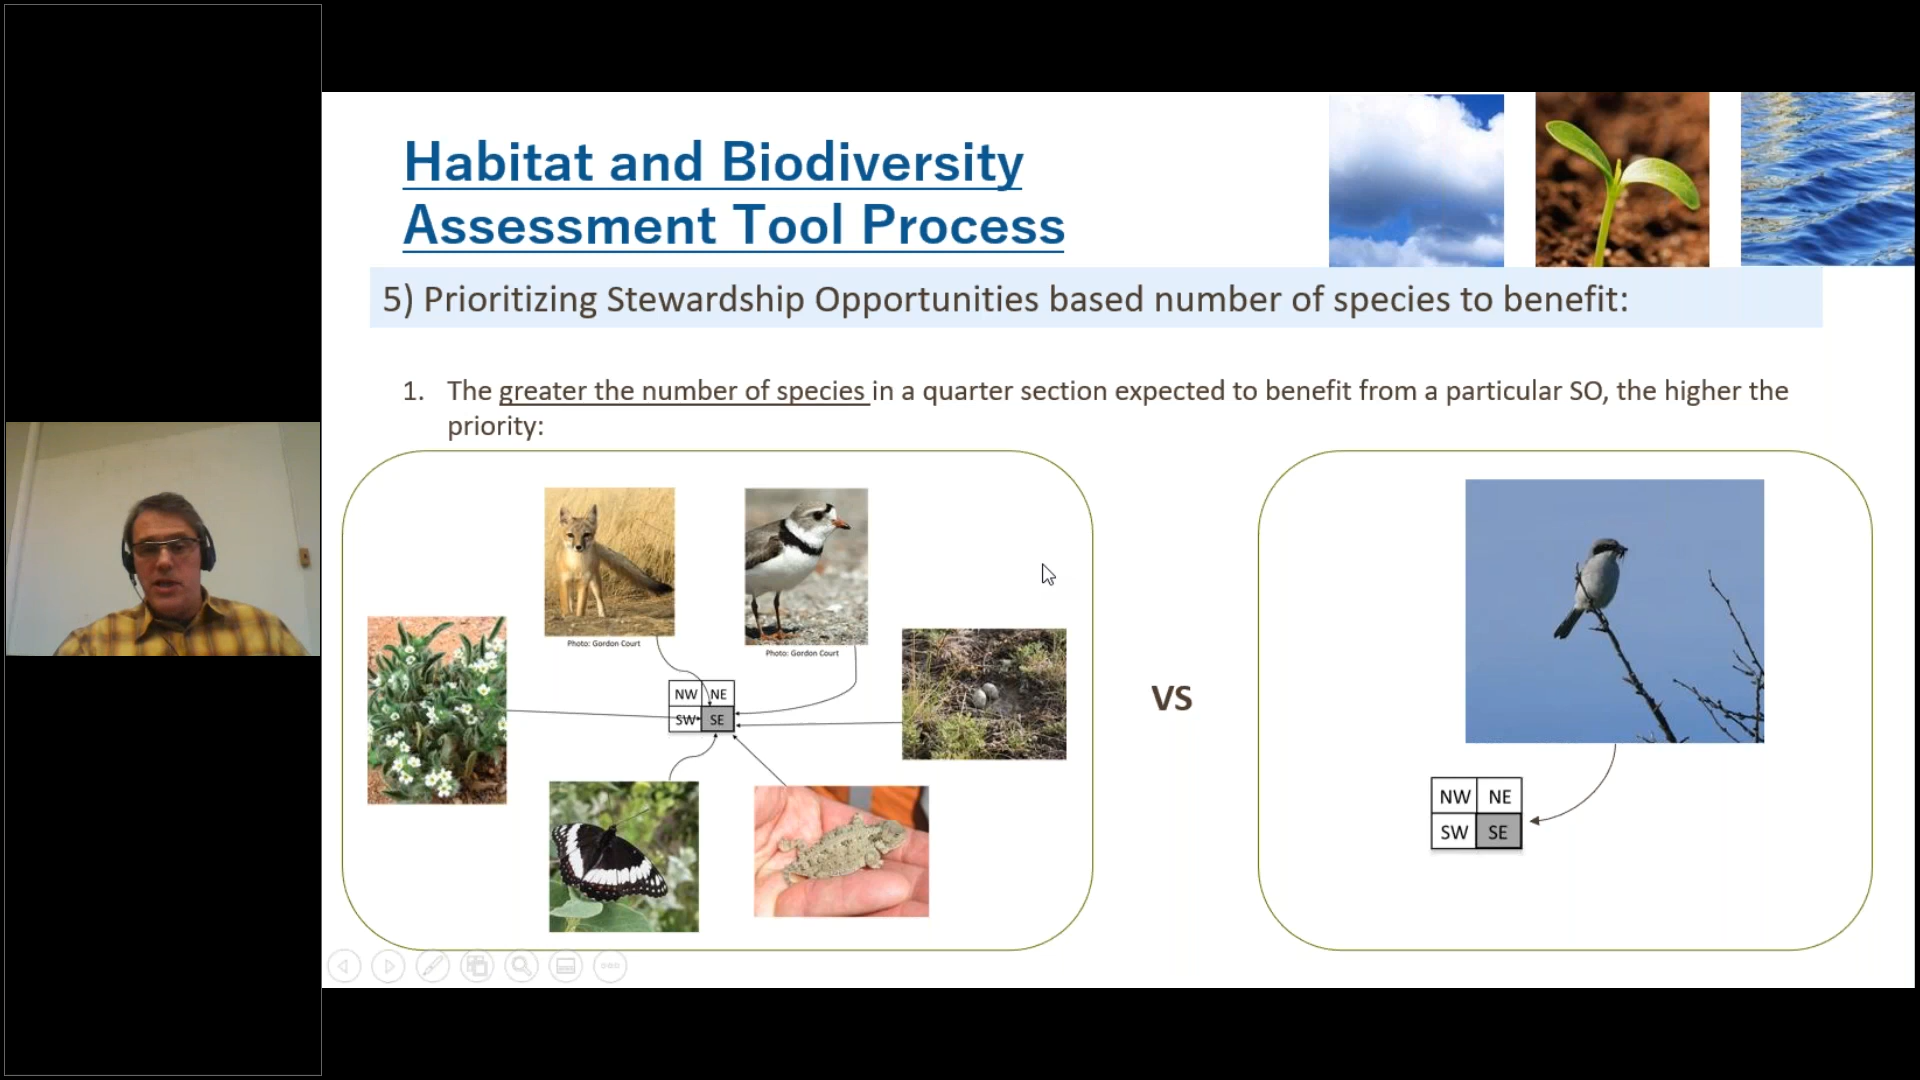 Habitat and Biodiversity
Assessment Tool Process
5) Prioritizing Stewardship Opportunities based number of species to benefit:
1. The greater the number of species in a quarter section expected to benefit from a particular SO, the higher the
priority:
Photo: Gordon Court
Photo: Gordon Court
NW NE
SW SE
VS
NW NE
SW SE